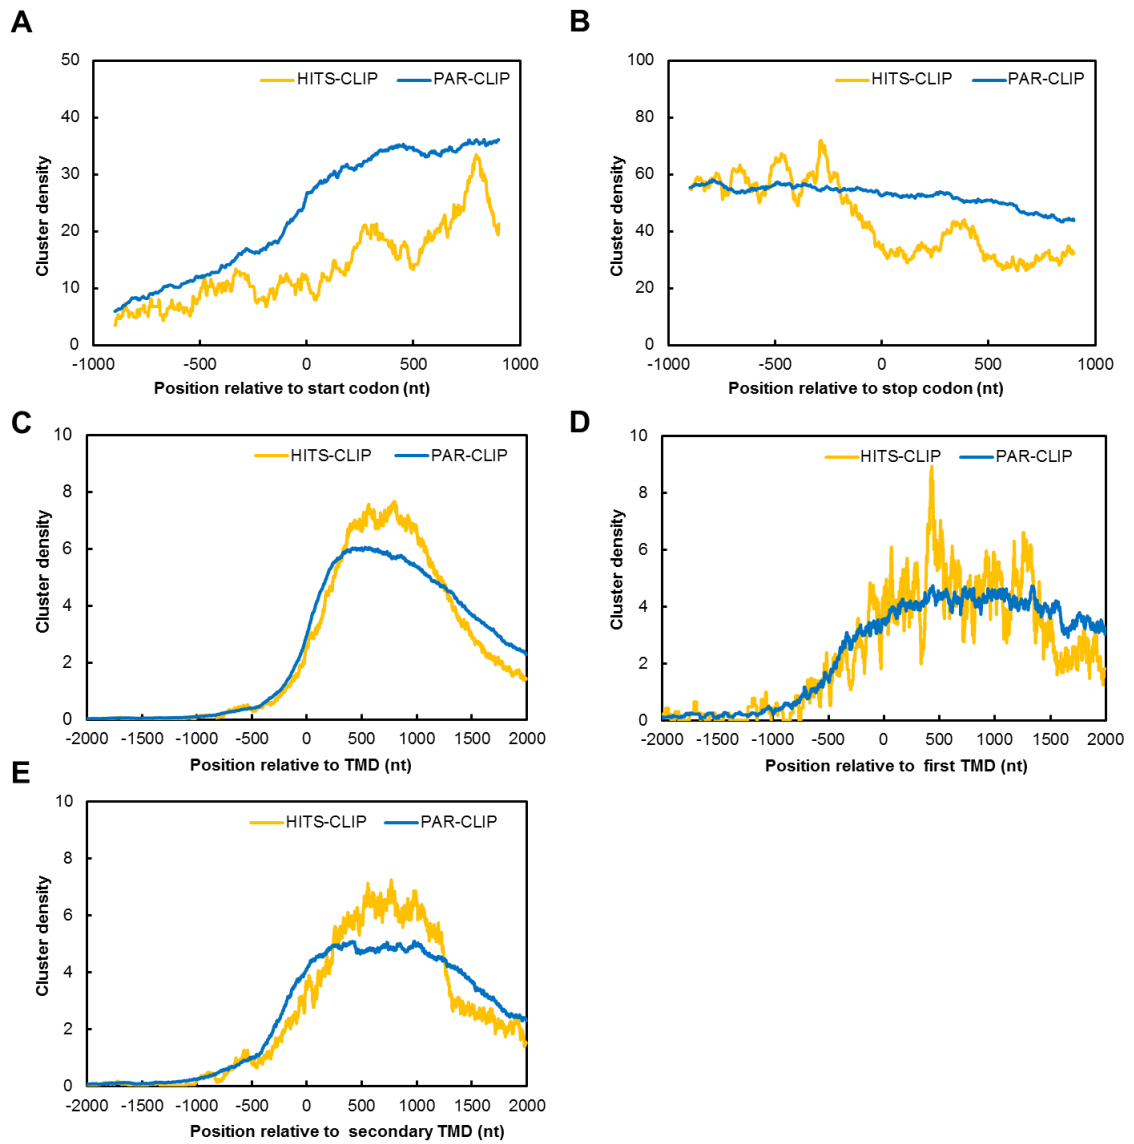 A
50
40
30
20
10
0
HITS-CLIP PAR-CLIP
Cluster density
-1000 -500 0 500 1000
Position relative to start codon (nt)
B
100
80
60
40
20
0
HITS-CLIP PAR-CLIP
Cluster density
-1000 -500 0 500 1000
Position relative to stop codon (nt)
C
10
8
6
4
2
0
HITS-CLIP PAR-CLIP
Cluster density
-2000 -1500 -1000 -500 0 500 1000 1500 2000
Position relative to TMD (nt)
D
10
8
6
4
2
0
HITS-CLIP PAR-CLIP
Cluster density
-2000 -1500 -1000 -500 0 500 1000 1500 2000
Position relative to first TMD (nt)
E
10
8
6
4
2
0
HITS-CLIP PAR-CLIP
Cluster density
-2000 -1500 -1000 -500 0 500 1000 1500 2000
Position relative to secondary TMD (nt)